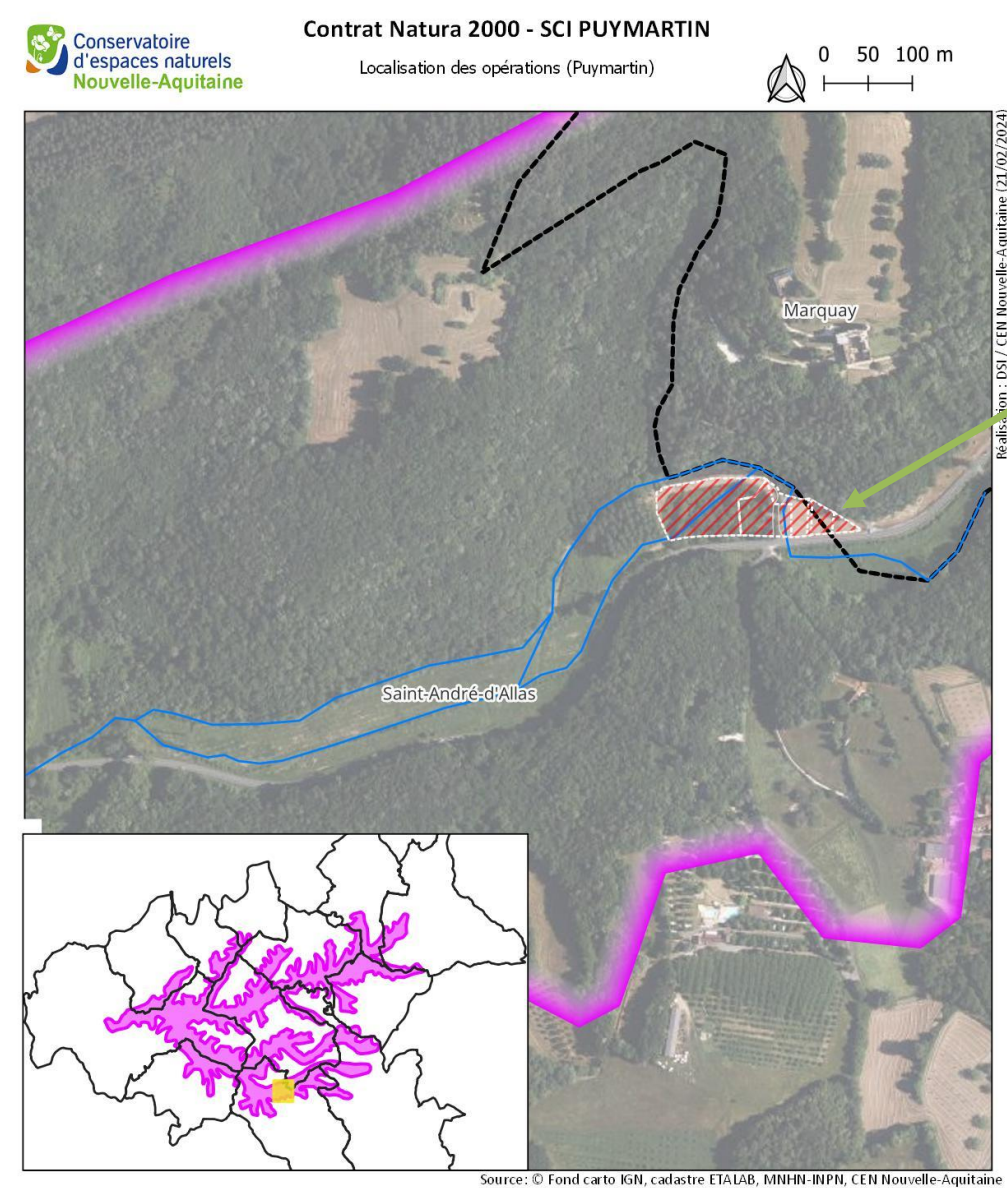 Conservatoire
d'espaces naturels
Nouvelle-Aquitaine
Contrat Natura 2000 - SCI PUYMARTIN
Localisation des opérations (Puymartin)
0 50 100 m
Réalisation : DSI / CEN Nouvelle-Aquitaine (21/02/2024)
Marquay
Saint-André-d'Allas
Source: © Fond carto IGN, cadastre ETALAB, MNHN-INPN, CEN Nouvelle-Aquitaine